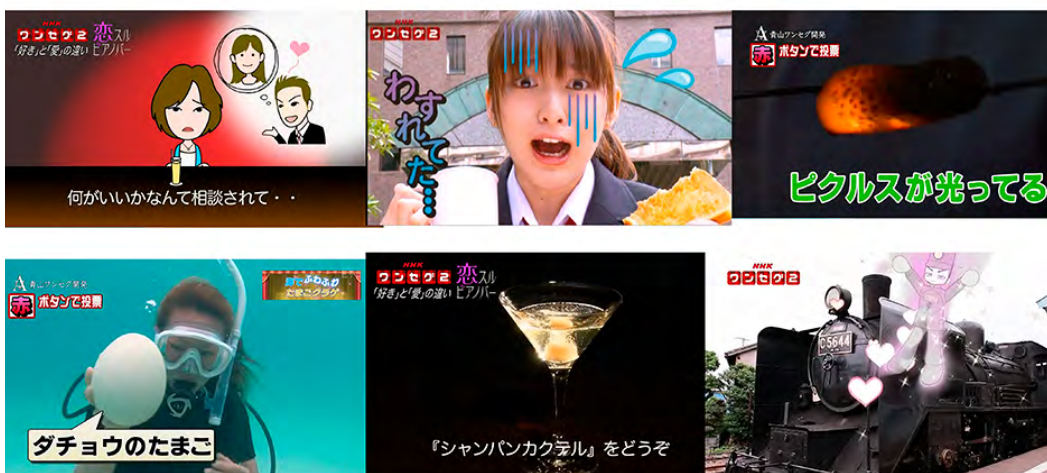 NHK
ワンセグ2
恋スル
「好き」と「愛」の違い ピアノバー
何がいいかなんて相談されて・・
NHK
ワンセグ2
わすれてた…
青山ワンセグ開発
赤 ボタンで投票
ピクルスが光ってる
青山ワンセグ開発
赤 ボタンで投票
たまごクラゲ
ダチョウのたまご
NHK
ワンセグ2
恋スル
「好き」と「愛」の違い ピアノバー
『シャンパンカクテル』をどうぞ
NHK
ワンセグ2
C5644